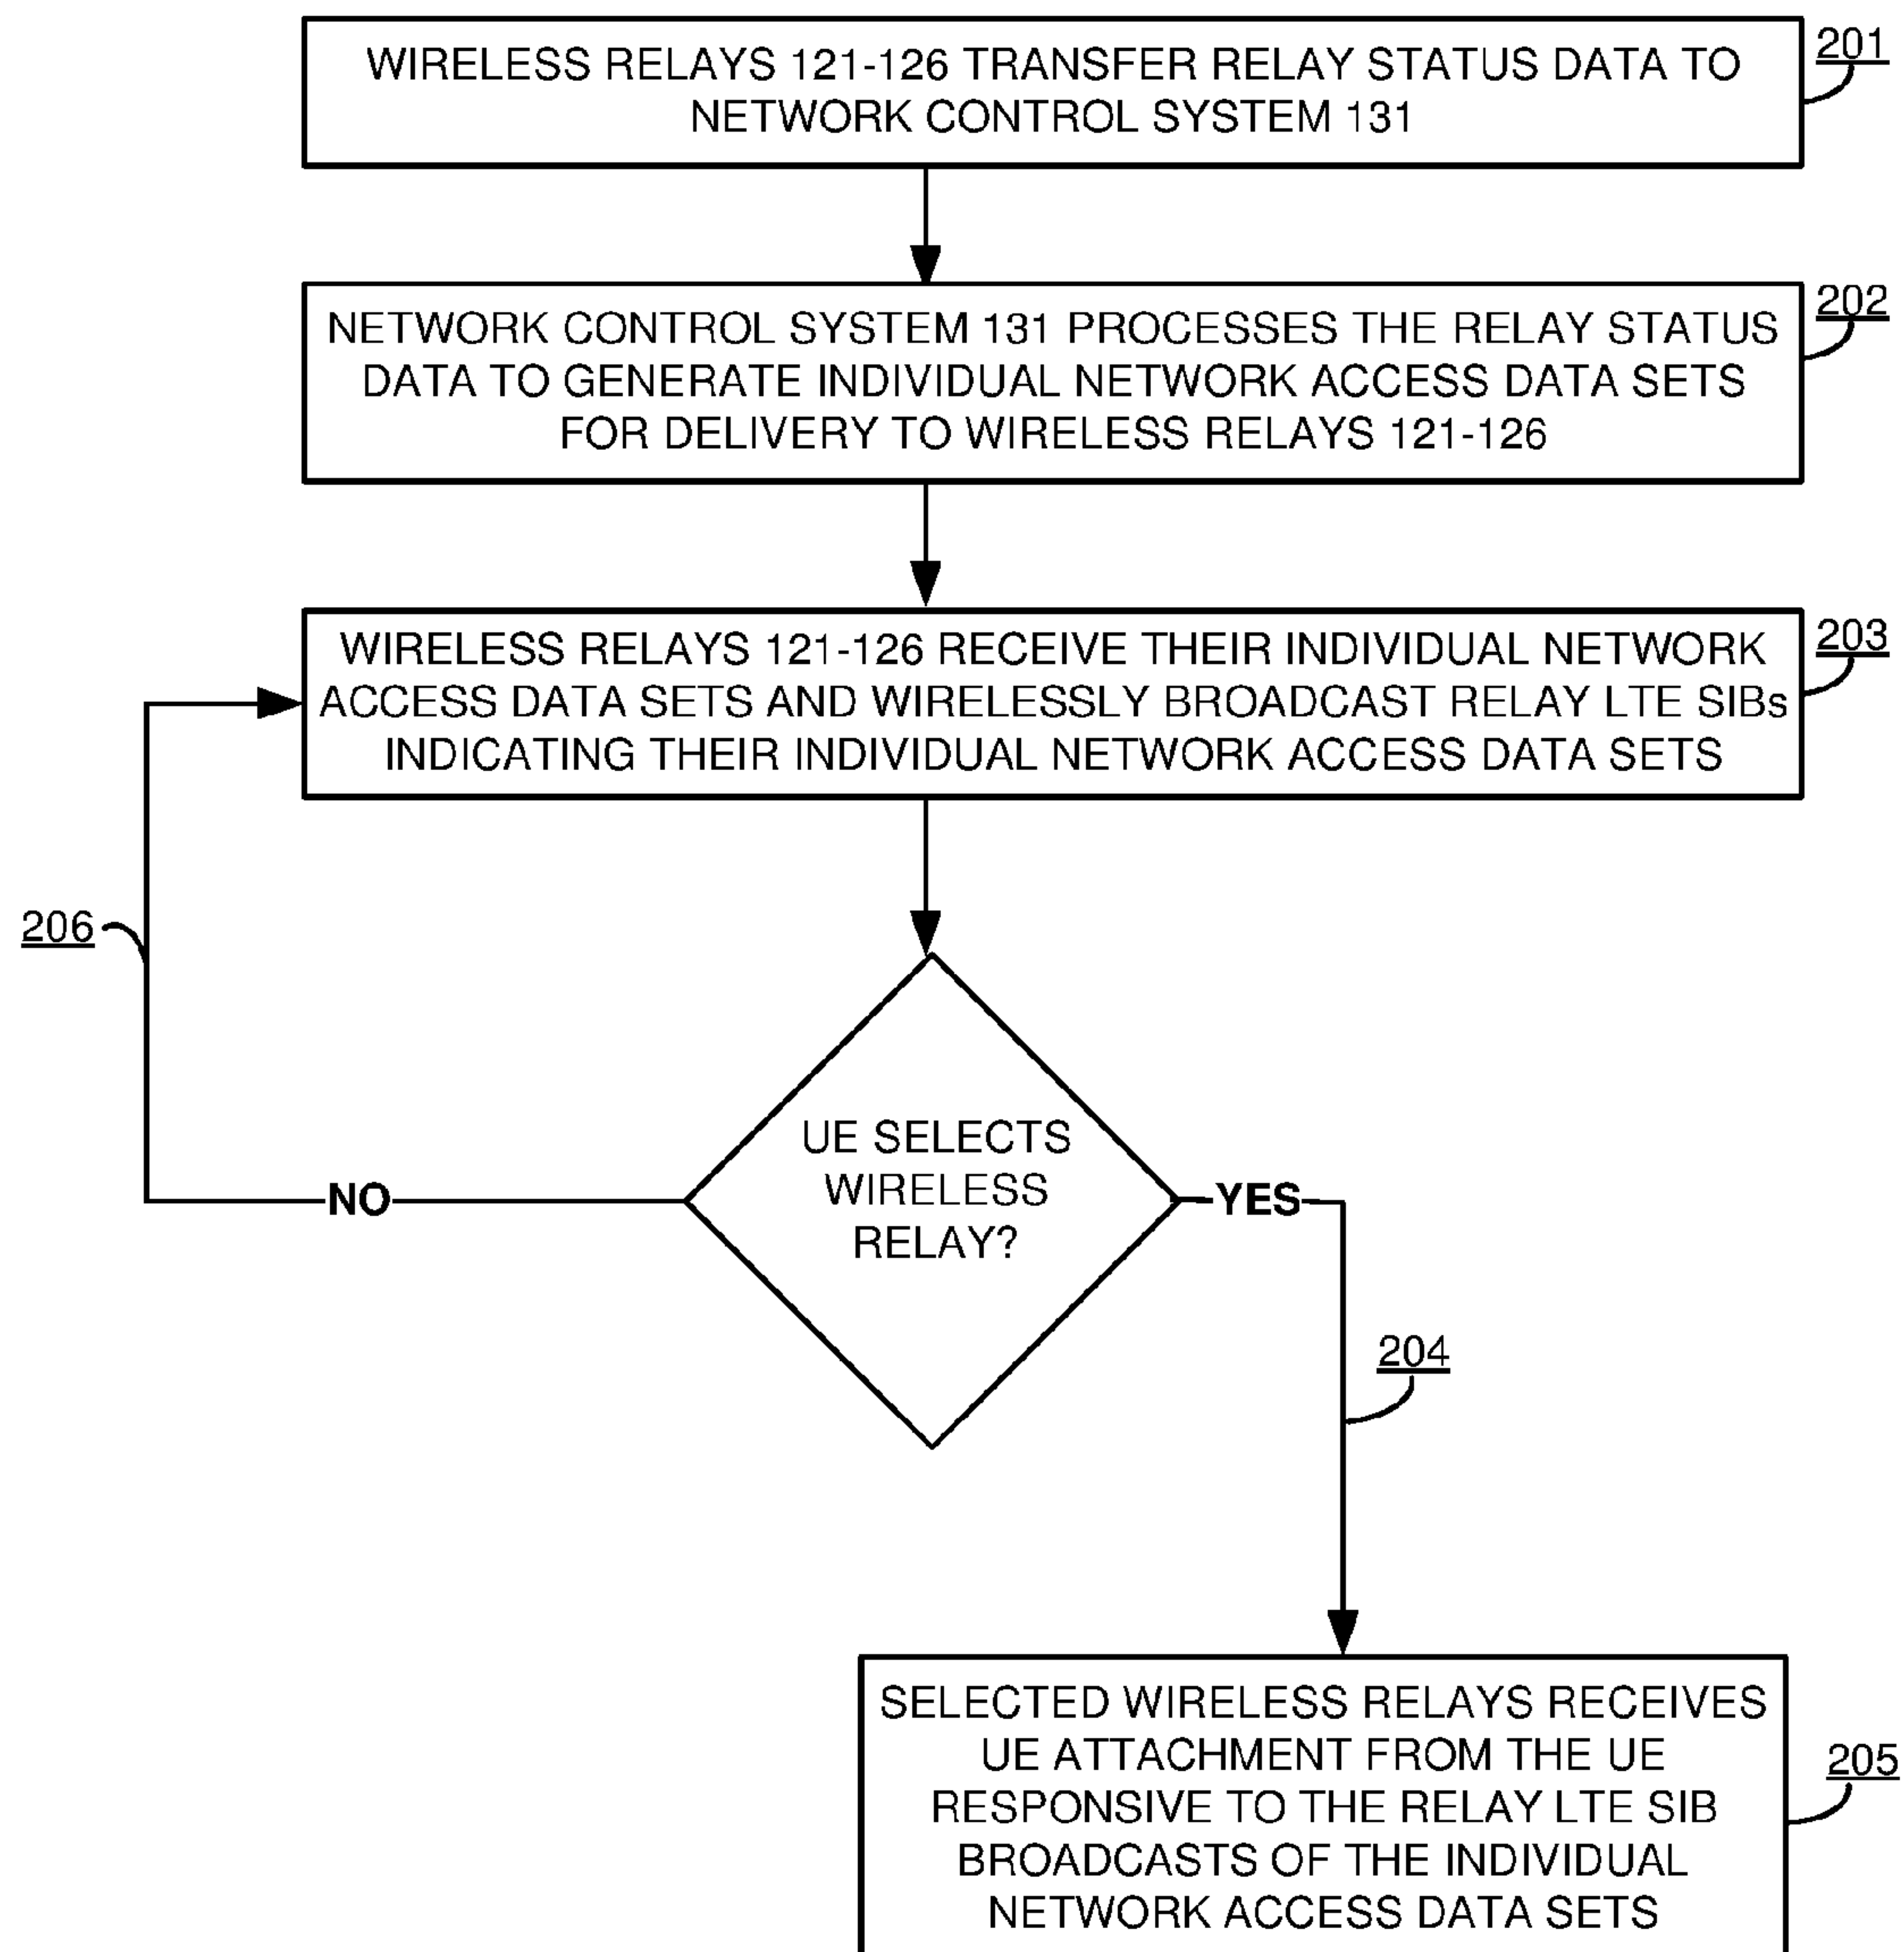 WIRELESS RELAYS 121-126 TRANSFER RELAY STATUS DATA TO
NETWORK CONTROL SYSTEM 131
201
NETWORK CONTROL SYSTEM 131 PROCESSES THE RELAY STATUS
DATA TO GENERATE INDIVIDUAL NETWORK ACCESS DATA SETS
FOR DELIVERY TO WIRELESS RELAYS 121-126
202
WIRELESS RELAYS 121-126 RECEIVE THEIR INDIVIDUAL NETWORK
ACCESS DATA SETS AND WIRELESSLY BROADCAST RELAY LTE SIBs
INDICATING THEIR INDIVIDUAL NETWORK ACCESS DATA SETS
203
206
UE SELECTS
WIRELESS
RELAY?
NO
YES
204
SELECTED WIRELESS RELAYS RECEIVES
UE ATTACHMENT FROM THE UE
RESPONSIVE TO THE RELAY LTE SIB
BROADCASTS OF THE INDIVIDUAL
NETWORK ACCESS DATA SETS
205